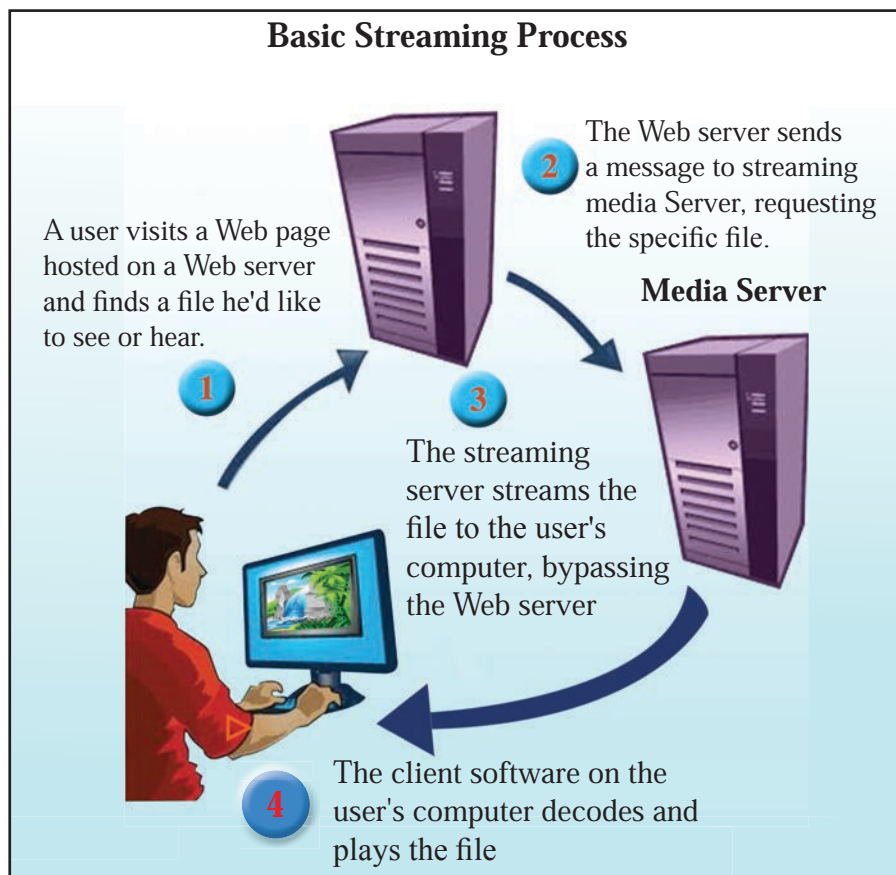 Basic Streaming Process
1
A user visits a Web page
hosted on a Web server
and finds a file he'd like
to see or hear.
2
The Web server sends
a message to streaming
media Server, requesting
the specific file.
Media Server
3
The streaming
server streams the
file to the user's
computer, bypassing
the Web server
4
The client software on the
user's computer decodes and
plays the file